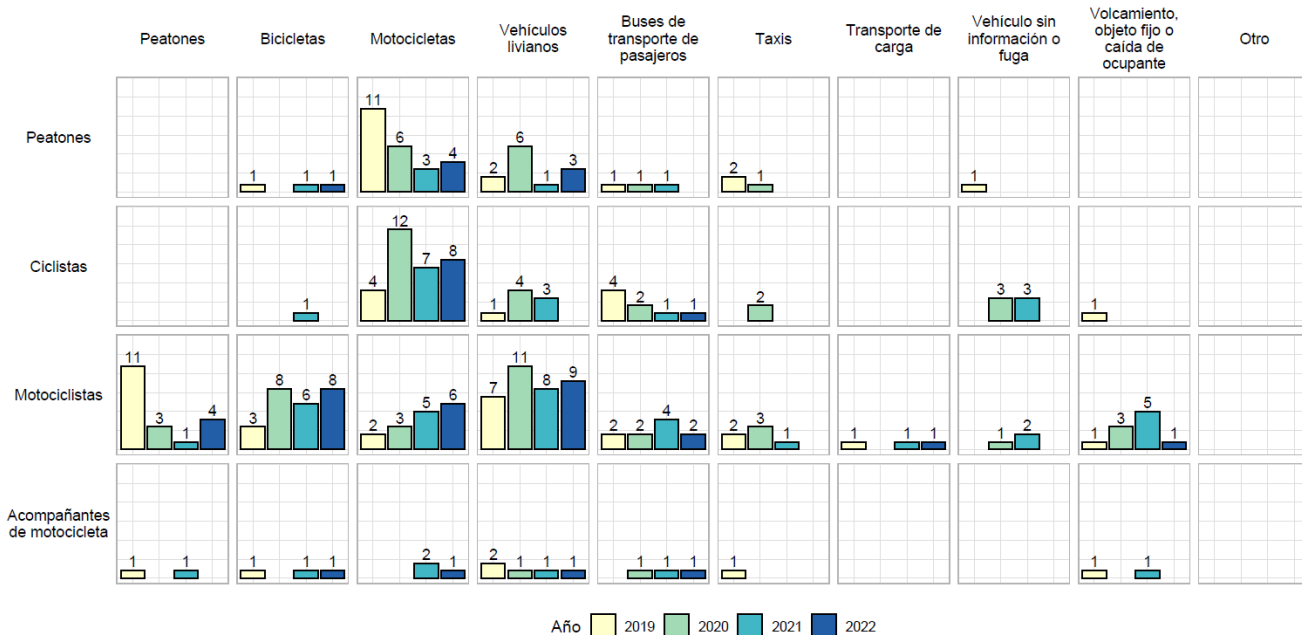 Peatones
Bicicletas
Motocicletas
Vehículos
livianos
Buses de
transporte de
pasajeros
Taxis
Transporte de
carga
Vehículo sin
información o
fuga
Volcamiento,
objeto fijo o
caída de
ocupante
Otro
Peatones
1 1 1
11 6 3 4
2 6 1 3
1 1 1
2 1
1
Ciclistas
1
4 12 7 8
1 4 3
4 2 1 1
2
3 3
1
Motociclistas
11 3 1 4
3 8 6 8
2 3 5 6
7 11 8 9
2 2 4 2
2 3 1
1 1 1
1 2
1 3 5 1
Acompañantes
de motocicleta
1 1
1 1 1
2 1
2 1 1 1
1 1 1
1
1 1
Año 2019 2020 2021 2022